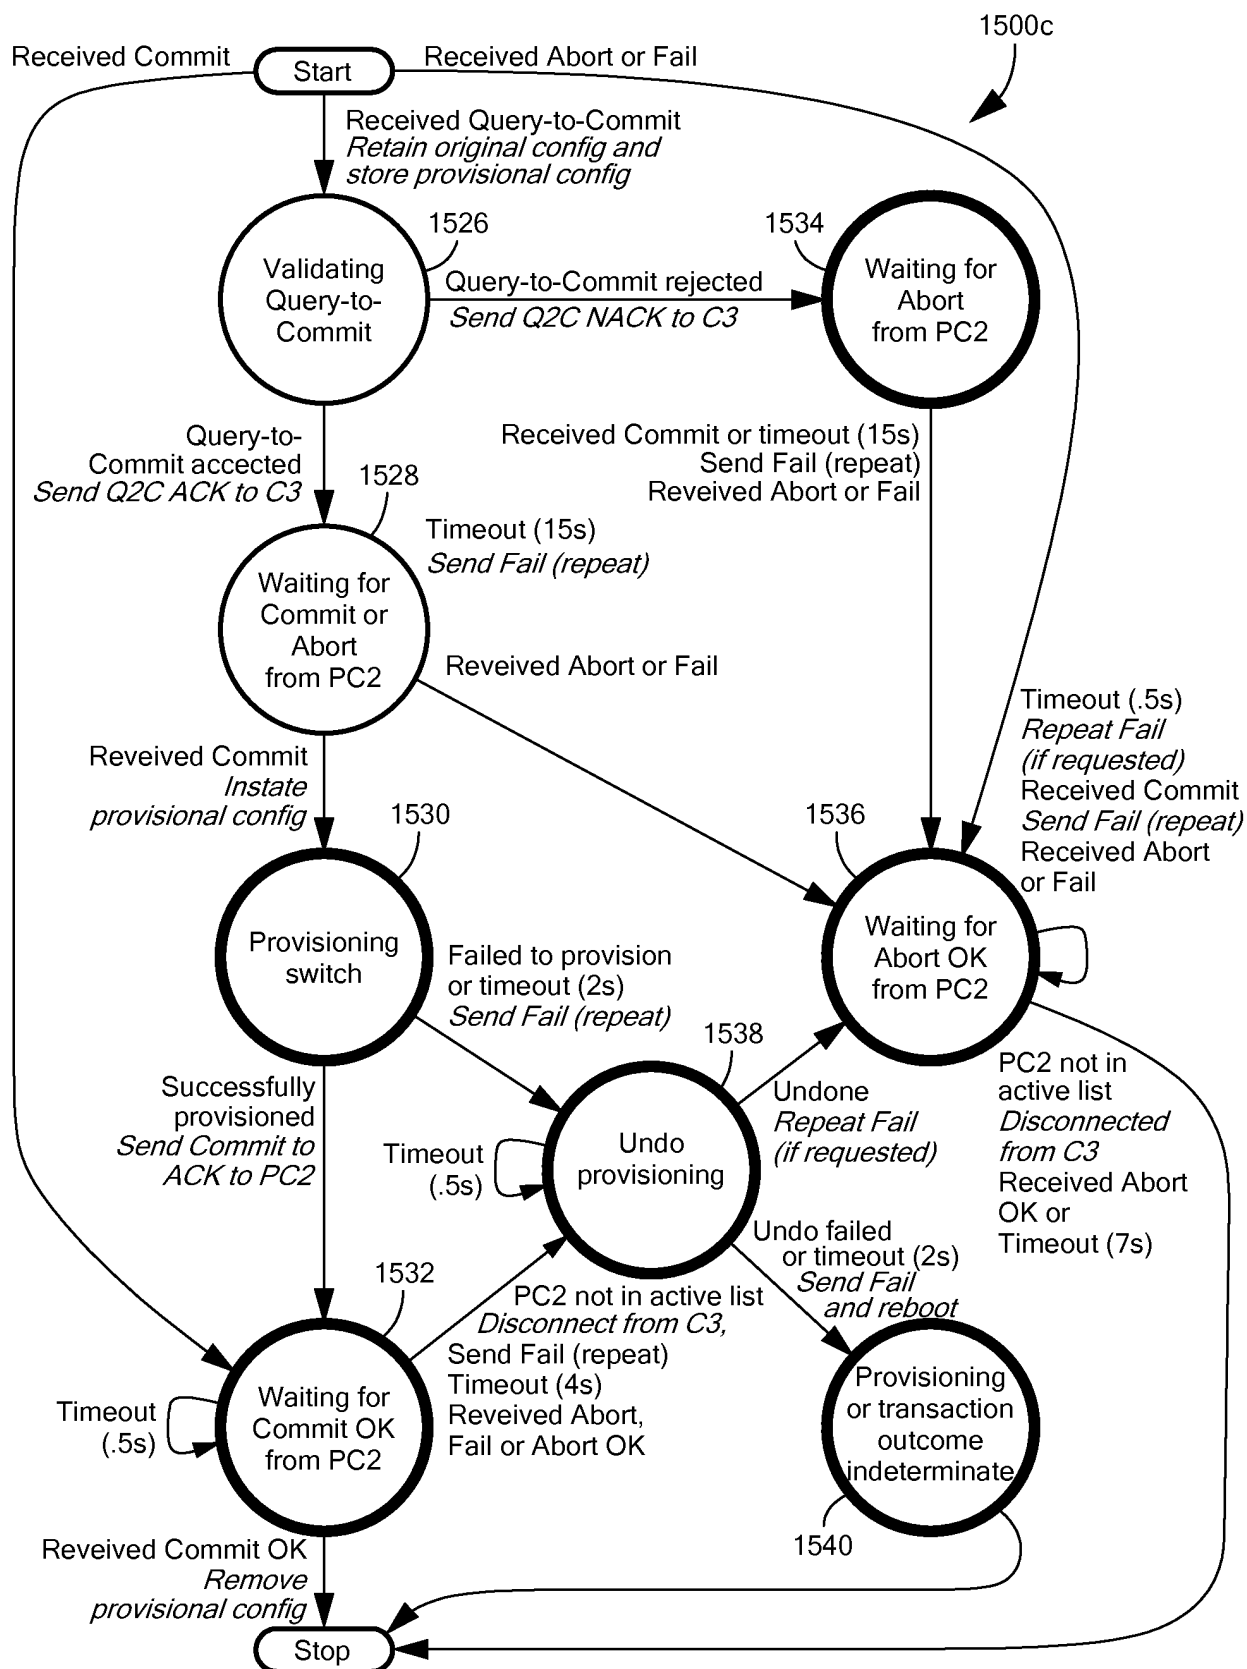 1500c
Received Commit
Start
Received Abort or Fail
Received Query-to-Commit
Retain original config and
store provisional config
1526
1534
Validating
Query-to-
Commit
Query-to-Commit rejected
Send Q2C NACK to C3
Waiting for
Abort
from PC2
Query-to-
Commit accected
Send Q2C ACK to C3
1528
Received Commit or timeout (15s)
Send Fail (repeat)
Reveived Abort or Fail
Timeout (15s)
Send Fail (repeat)
Waiting for
Commit or
Abort
from PC2
Reveived Abort or Fail
Reveived Commit
Instate
provisional config
1530
1536
Timeout (.5s)
Repeat Fail
(if requested)
Received Commit
Send Fail (repeat)
Received Abort
or Fail
Provisioning
switch
Waiting for
Abort OK
from PC2
Failed to provision
or timeout (2s)
Send Fail (repeat)
1538
Successfully
provisioned
Send Commit to
ACK to PC2
Timeout
(.5s)
Undo
provisioning
Undone
Repeat Fail
(if requested)
PC2 not in
active list
Disconnected
from C3
Received Abort
OK or
Timeout (7s)
Undo failed
or timeout (2s)
Send Fail
and reboot
1532
PC2 not in active list
Disconnect from C3,
Send Fail (repeat)
Timeout (4s)
Reveived Abort,
Fail or Abort OK
Timeout
(.5s)
Waiting for
Commit OK
from PC2
Provisioning
or transaction
outcome
indeterminate
1540
Reveived Commit OK
Remove
provisional config
Stop